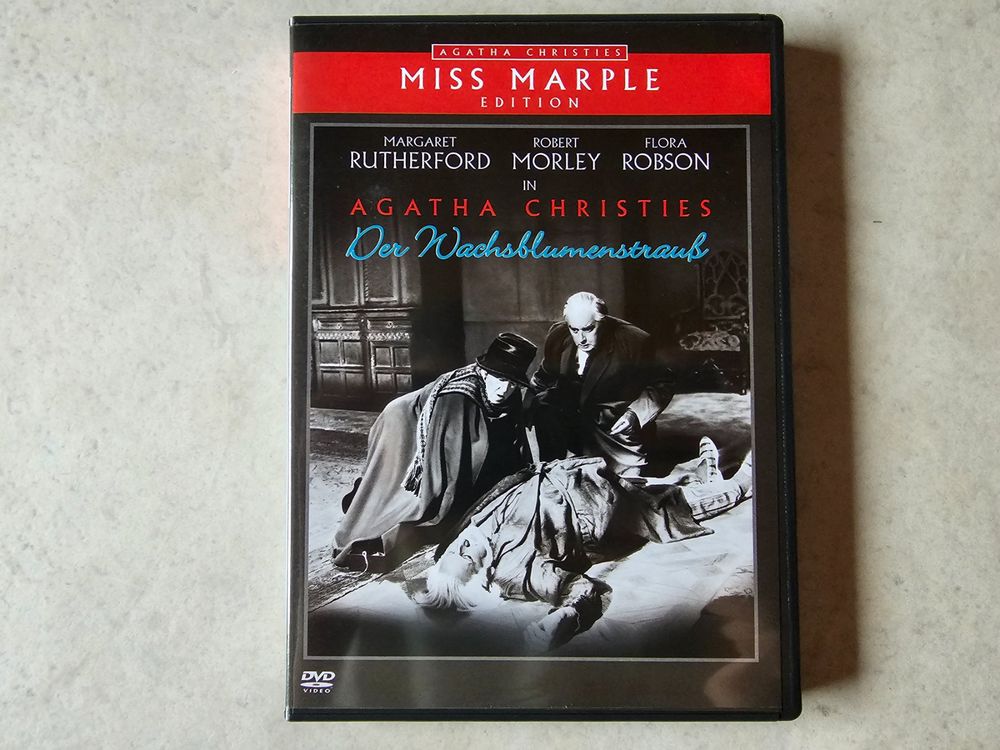 AGATHA CHRISTIES
MISS MARPLE
EDITION
MARGARET RUTHERFORD
ROBERT MORLEY
FLORA ROBSON
IN
AGATHA CHRISTIES
Der Wachsblumenstrauß
DVD
VIDEO